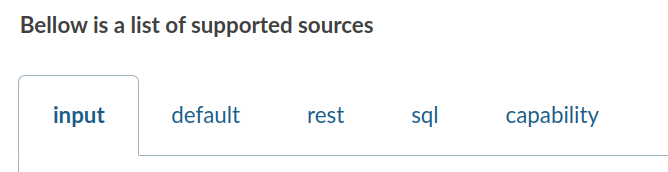 Bellow is a list of supported sources
input default rest sql capability